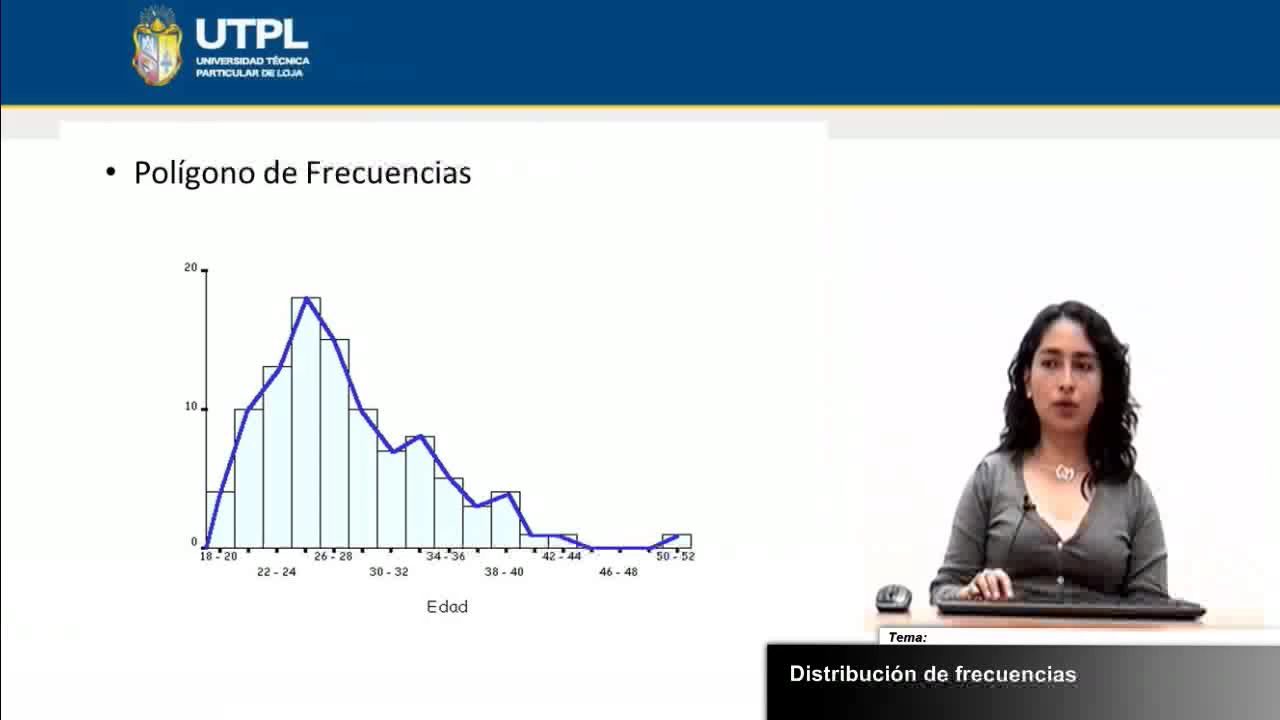 UTPL
UNIVERSIDAD TÉCNICA
PARTICULAR DE LOJA
• Polígono de Frecuencias
20
10
0
18 - 20
26 - 28
34 - 36
42 - 44
50 - 52
22 - 24
30 - 32
38 - 40
46 - 48
Edad
Tema:
Distribución de frecuencias